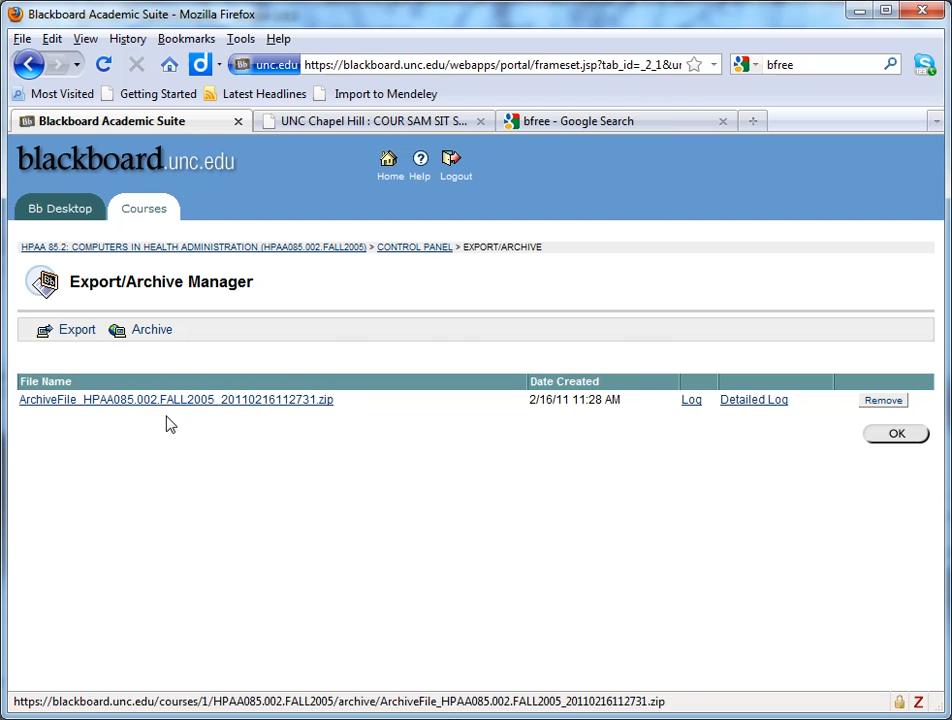 Blackboard Academic Suite - Mozilla Firefox
File Edit View History Bookmarks Tools Help
unc.edu https://blackboard.unc.edu/webapps/portal/frameset.jsp?tab_id=_2_1&ur bfree
Most Visited Getting Started Latest Headlines Import to Mendeley
Blackboard Academic Suite UNC Chapel Hill : COUR SAM SIT S... bfree - Google Search
blackboard.unc.edu
Home Help Logout
Bb Desktop Courses
HPAA 85.2: COMPUTERS IN HEALTH ADMINISTRATION (HPAA085.002.FALL2005) > CONTROL PANEL > EXPORT/ARCHIVE
Export/Archive Manager
Export Archive
File Name Date Created
ArchiveFile_HPAA085.002.FALL2005_20110216112731.zip 2/16/11 11:28 AM Log Detailed Log Remove
OK
https://blackboard.unc.edu/courses/1/HPAA085.002.FALL2005/archive/ArchiveFile_HPAA085.002.FALL2005_20110216112731.zip